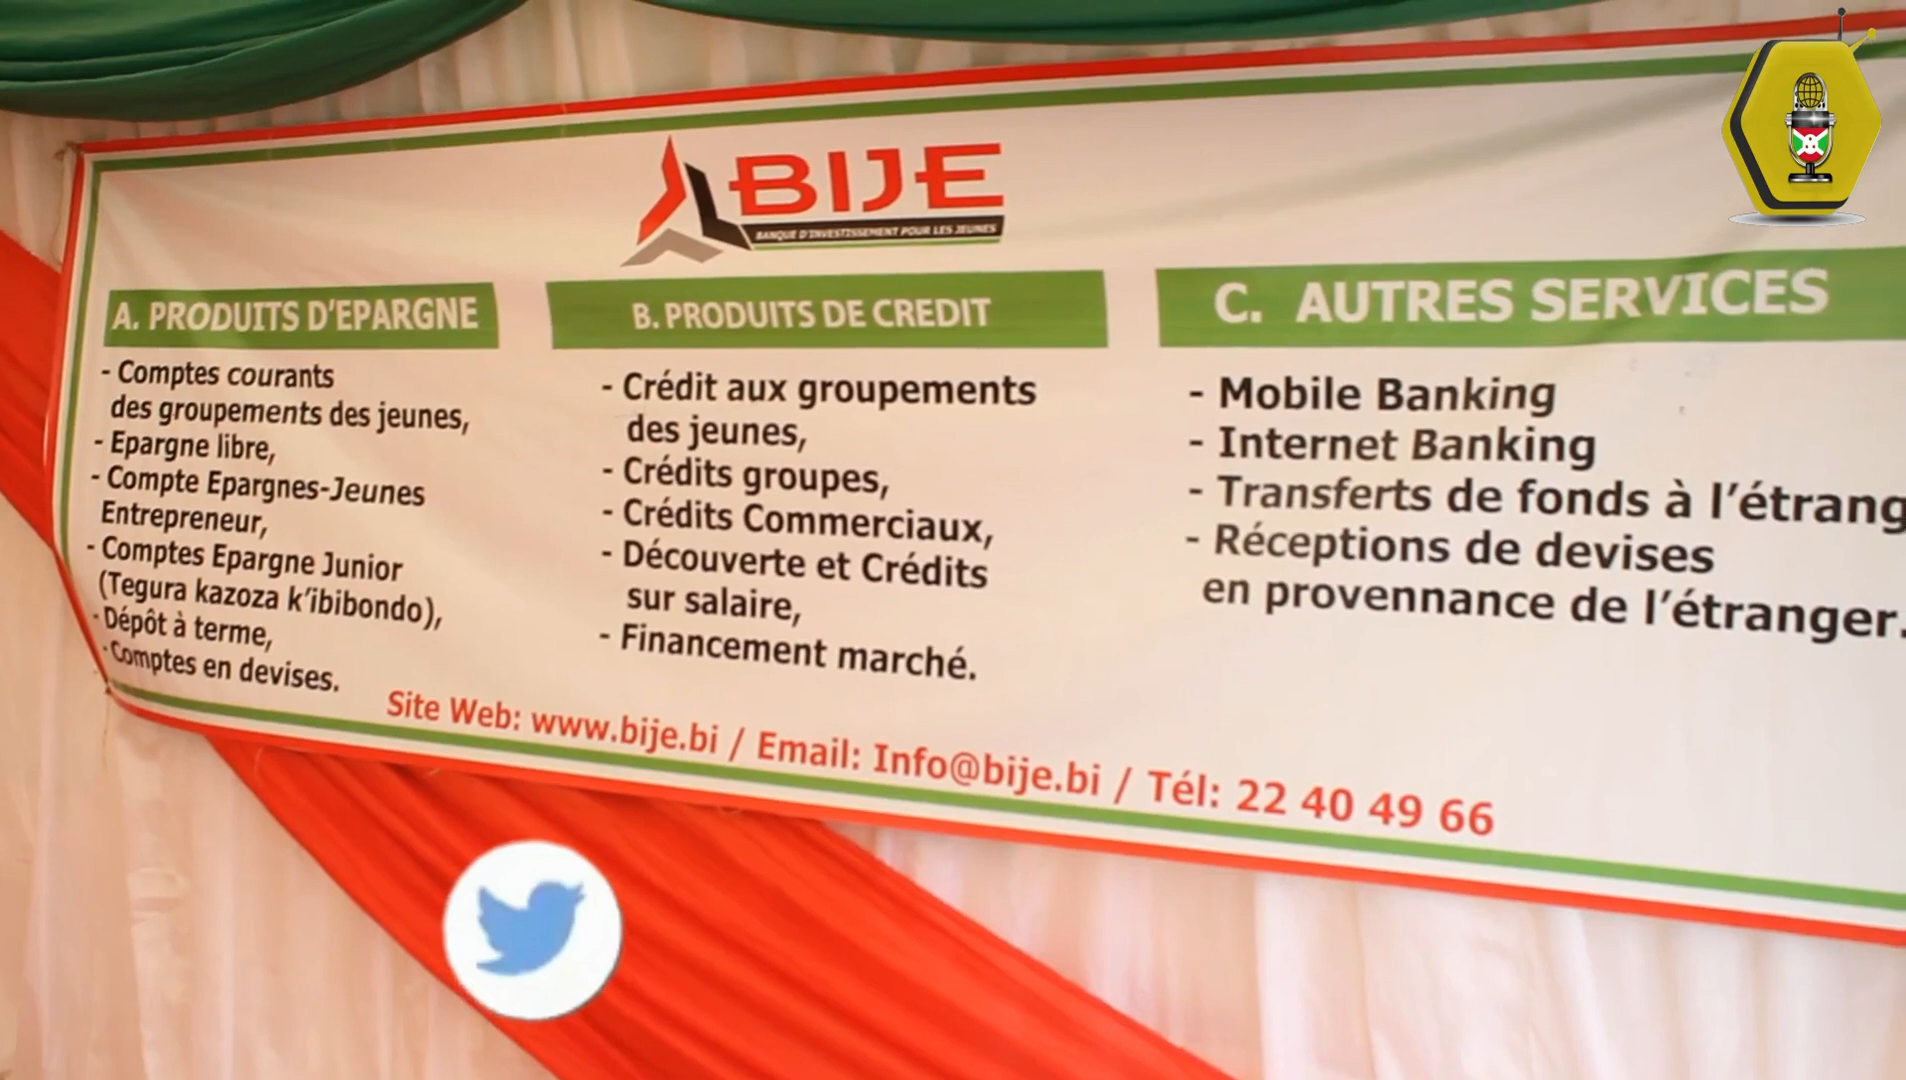 BIJE
BANQUE D'INVESTISSEMENT POUR LES JEUNES
A. PRODUITS D'EPARGNE
- Comptes courants
des groupements des jeunes,
- Epargne libre,
- Compte Epargnes-Jeunes
Entrepreneur,
- Comptes Epargne Junior
(Tegura kazoza k'ibibondo),
- Dépôt à terme,
- Comptes en devises.
B. PRODUITS DE CREDIT
- Crédit aux groupements
des jeunes,
- Crédits groupes,
- Crédits Commerciaux,
- Découverte et Crédits
sur salaire,
- Financement marché.
C. AUTRES SERVICES
- Mobile Banking
- Internet Banking
- Transferts de fonds à l'étrang
- Réceptions de devises
en provennance de l'étranger.
Site Web: www.bije.bi / Email: Info@bije.bi / Tél: 22 40 49 66